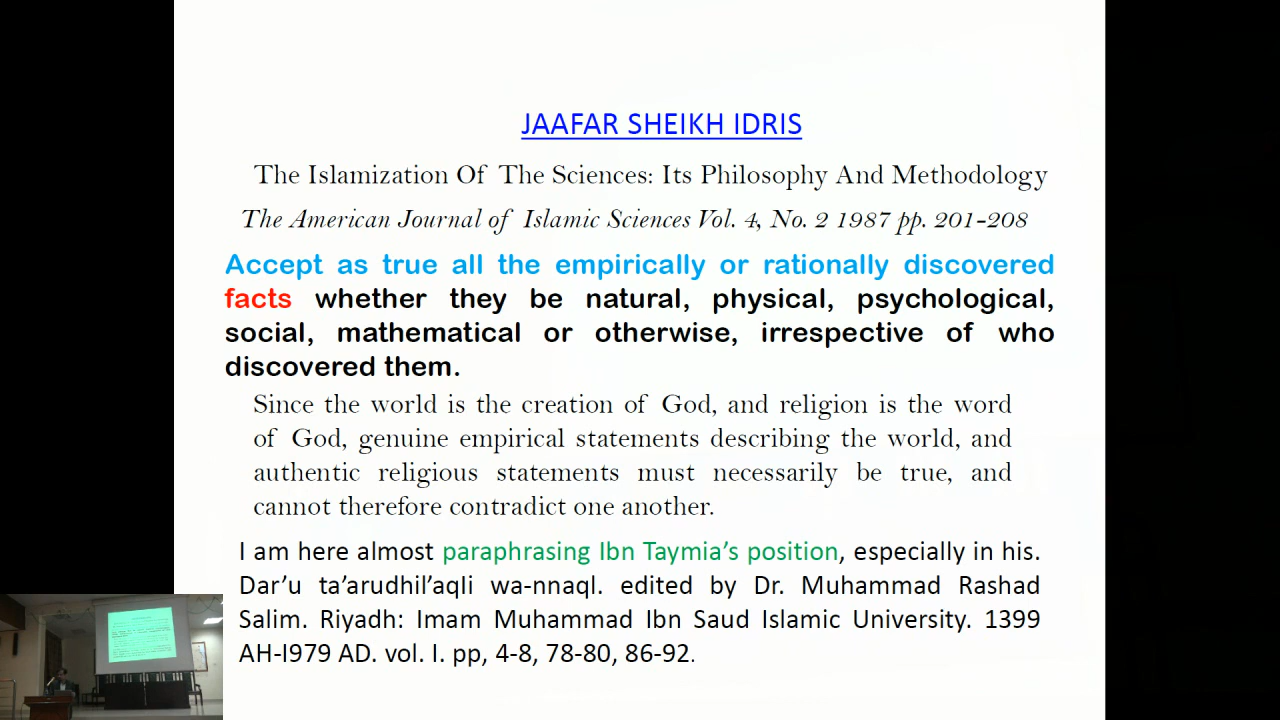 JAAFAR SHEIKH IDRIS
The Islamization Of The Sciences: Its Philosophy And Methodology
The American Journal of Islamic Sciences Vol. 4, No. 2 1987 pp. 201-208
Accept as true all the empirically or rationally discovered
facts whether they be natural, physical, psychological,
social, mathematical or otherwise, irrespective of who
discovered them.
Since the world is the creation of God, and religion is the word
of God, genuine empirical statements describing the world, and
authentic religious statements must necessarily be true, and
cannot therefore contradict one another.
I am here almost paraphrasing Ibn Taymia's position, especially in his.
Dar'u ta'arudhil'aqli wa-nnaql. edited by Dr. Muhammad Rashad
Salim. Riyadh: Imam Muhammad Ibn Saud Islamic University. 1399
AH-I979 AD. vol. I. pp, 4-8, 78-80, 86-92.